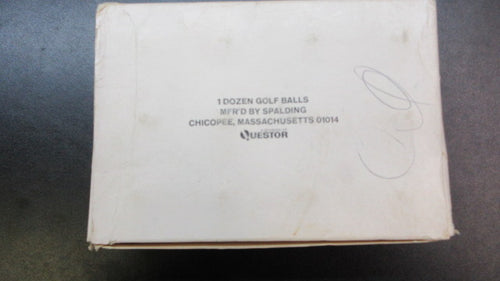 1 DOZEN GOLF BALLS
MF'R'D BY SPALDING
CHICOPEE, MASSACHUSETTS 01014
QUESTOR